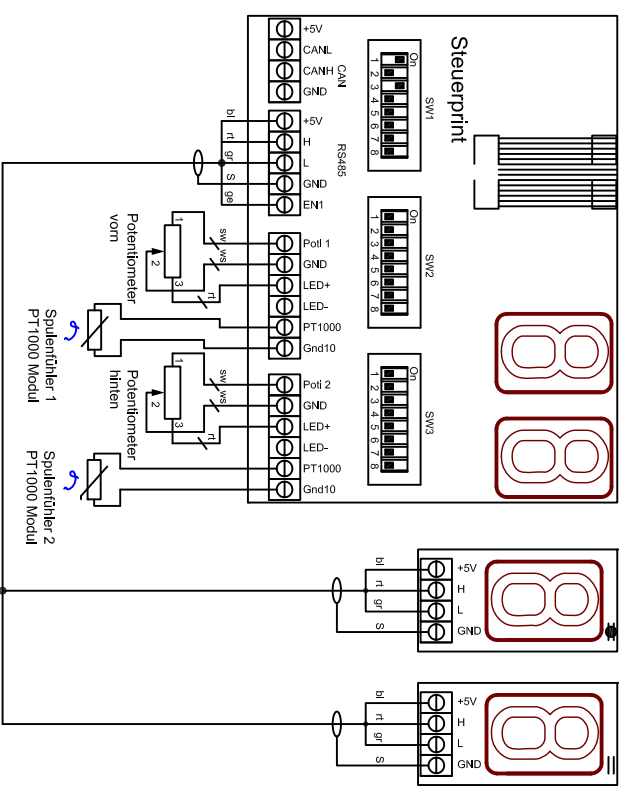 Steuerprint
SW1
On
1 2 3 4 5 6 7 8
SW2
On
1 2 3 4 5 6 7 8
SW3
On
1 2 3 4 5 6 7 8
+5V
CANL
CANH
GND
CAN
+5V
H
L
GND
EN1
RS485
bl
rt
gr
S
ge
Poti 1
GND
LED+
LED-
PT1000
Gnd10
sw
ws
rt
1
2
3
Potentiometer
vorn
Spulenfühler 1
PT1000 Modul
Poti 2
GND
LED+
LED-
PT1000
Gnd10
sw
ws
rt
1
2
3
Potentiometer
hinten
Spulenfühler 2
PT1000 Modul
+5V
H
L
GND
bl
rt
gr
S
+5V
H
L
GND
bl
rt
gr
S